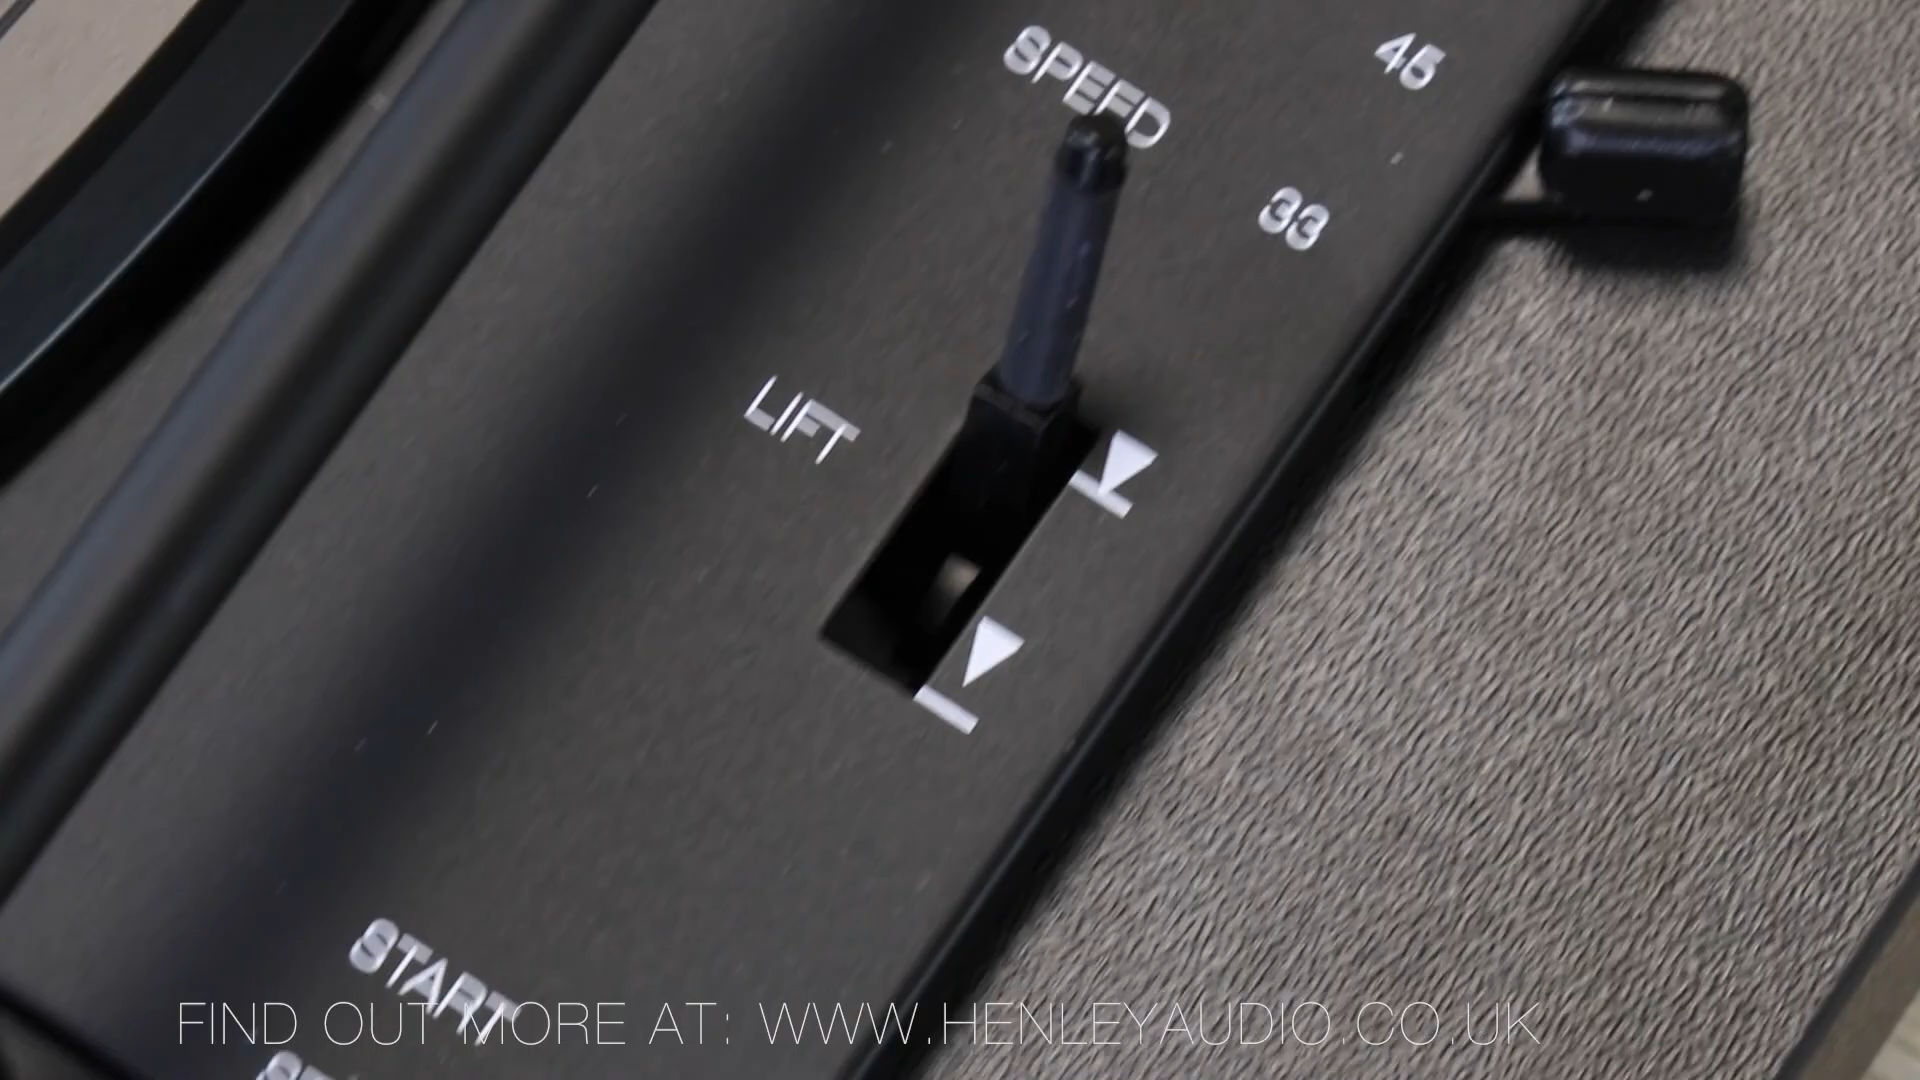 SPEED
45
33
LIFT
START
FIND OUT MORE AT: WWW.HENLEYAUDIO.CO.UK